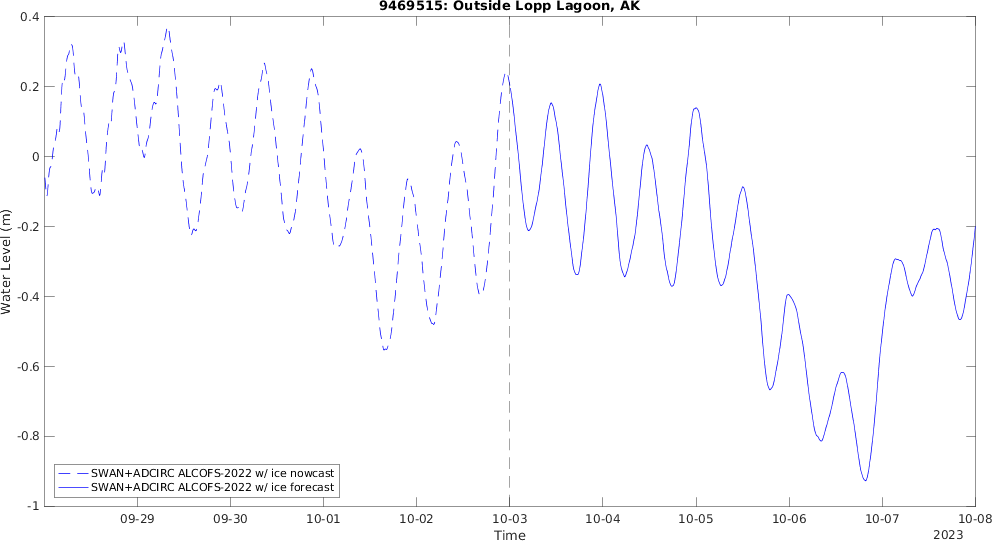 9469515: Outside Lopp Lagoon, AK
0.4
0.2
0
-0.2
-0.4
-0.6
-0.8
-1
Water Level (m)
SWAN+ADCIRC ALCOFS-2022 w/ ice nowcast
SWAN+ADCIRC ALCOFS-2022 w/ ice forecast
09-29 09-30 10-01 10-02 10-03 10-04 10-05 10-06 10-07 10-08
Time
2023